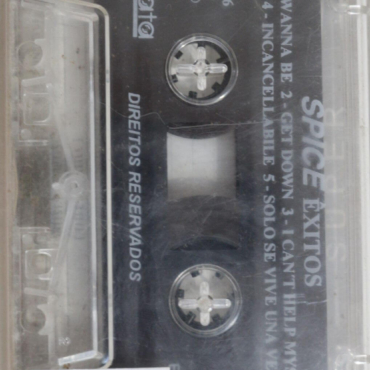 SPICE ÊXITOS
WANNA BE 2 - GET DOWN 3 - I CAN'T HELP MY
4 - INCANCELLABILE 5 - SOLO SE VIVE UNA VE
DIREITOS RESERVADOS